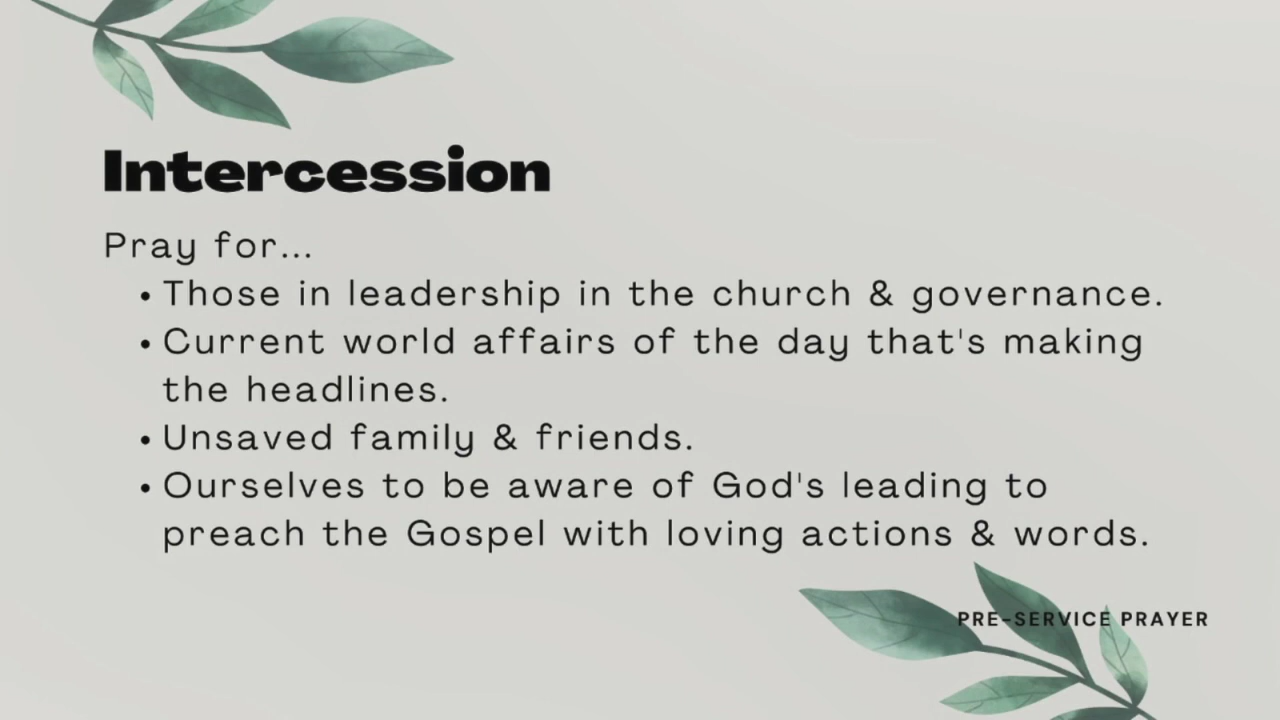 Intercession
Pray for...
• Those in leadership in the church & governance.
• Current world affairs of the day that's making
the headlines.
• Unsaved family & friends.
• Ourselves to be aware of God's leading to
preach the Gospel with loving actions & words.
PRE-SERVICE PRAYER